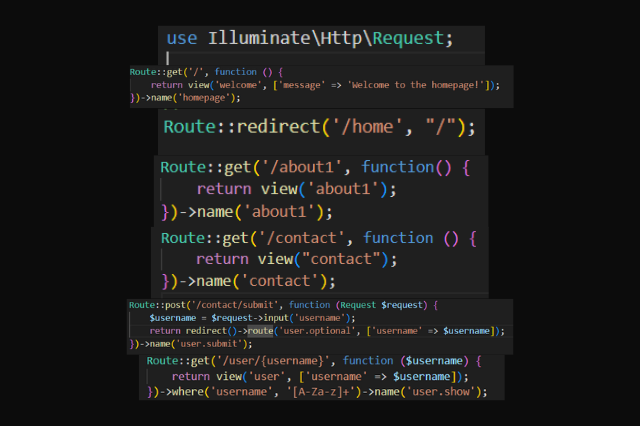 use Illuminate\Http\Request;
Route::get('/', function () {
return view('welcome', ['message' => 'Welcome to the homepage!']);
})->name('homepage');
Route::redirect('/home', "/");
Route::get('/about1', function() {
return view('about1');
})->name('about1');
Route::get('/contact', function () {
return view("contact");
})->name('contact');
Route::post('/contact/submit', function (Request $request) {
$username = $request->input('username');
return redirect()->route('user.optional', ['username' => $username]);
})->name('user.submit');
Route::get('/user/{username}', function ($username) {
return view('user', ['username' => $username]);
})->where('username', '[A-Za-z]+')->name('user.show');